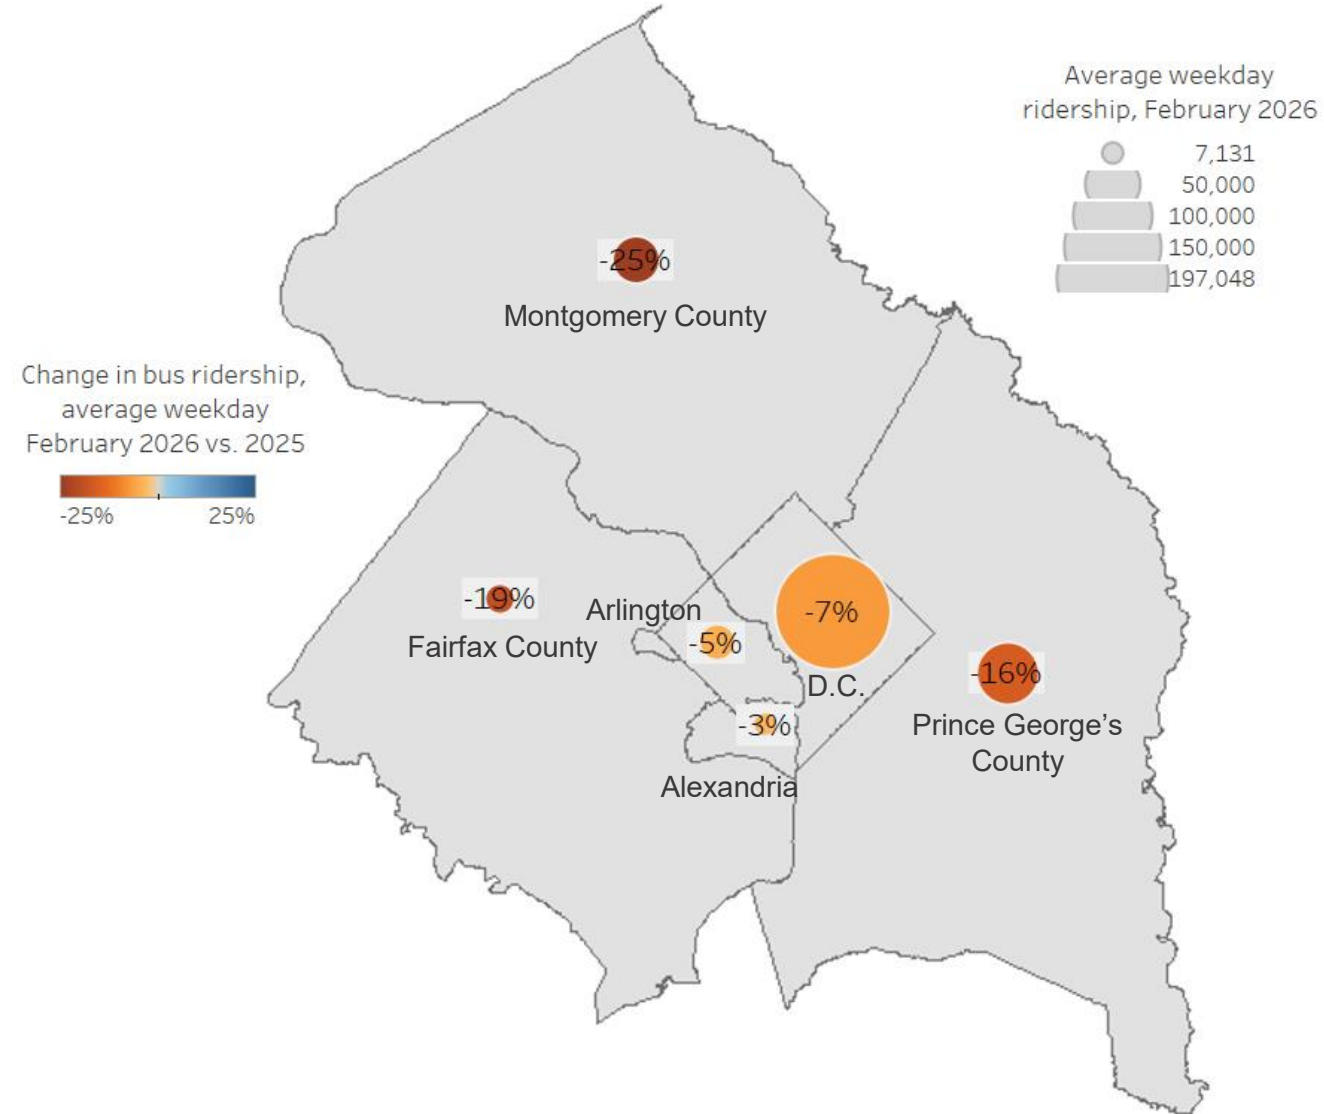 Average weekday
ridership, February 2026
7,131
50,000
100,000
150,000
197,048
-25%
Montgomery County
Change in bus ridership,
average weekday
February 2026 vs. 2025
-25%
25%
-19%
Fairfax County
Arlington
-5%
-7%
D.C.
-3%
Alexandria
-16%
Prince George’s
County